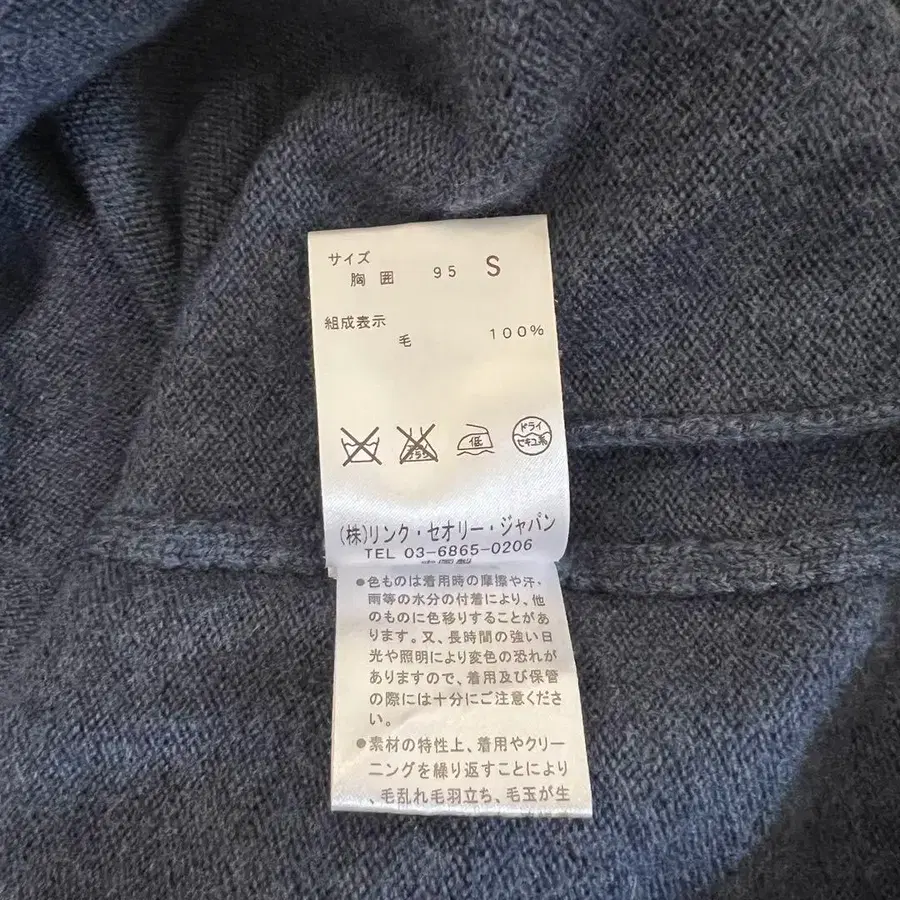 サイズ
胸囲 95 S
組成表示
毛 100%
低
ドライ
セキユ系
(株)リンク・セオリー・ジャパン
TEL 03-6865-0206
●色ものは着用時の摩擦や汗、
雨等の水分の付着により、他
のものに色移りすることがあ
ります。又、長時間の強い日
光や照明により変色の恐れが
ありますので、着用及び保管
の際には十分にご注意くださ
い。
●素材の特性上、着用やクリー
ニングを繰り返すことにより
、毛乱れ毛羽立ち、毛玉が生